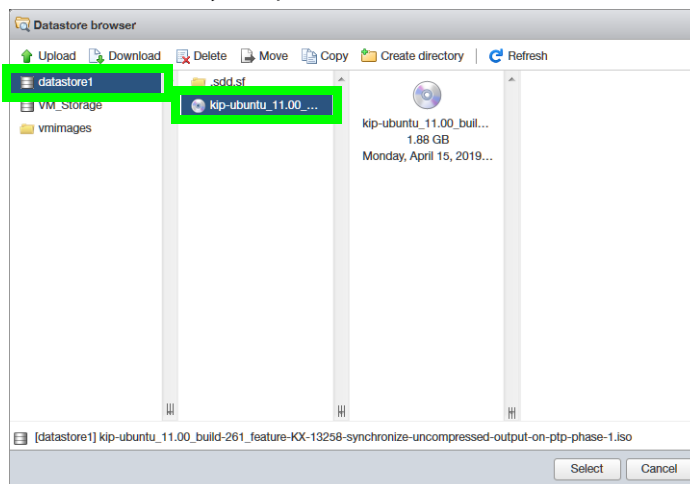 Datastore browser
Upload Download Delete Move Copy Create directory Refresh
datastore1
VM_Storage
vmimages
.sdd.sf
kip-ubuntu_11.00_...
kip-ubuntu_11.00_buil...
1.88 GB
Monday, April 15, 2019...
[datastore1] kip-ubuntu_11.00_build-261_feature-KX-13258-synchronize-uncompressed-output-on-ptp-phase-1.iso
Select Cancel